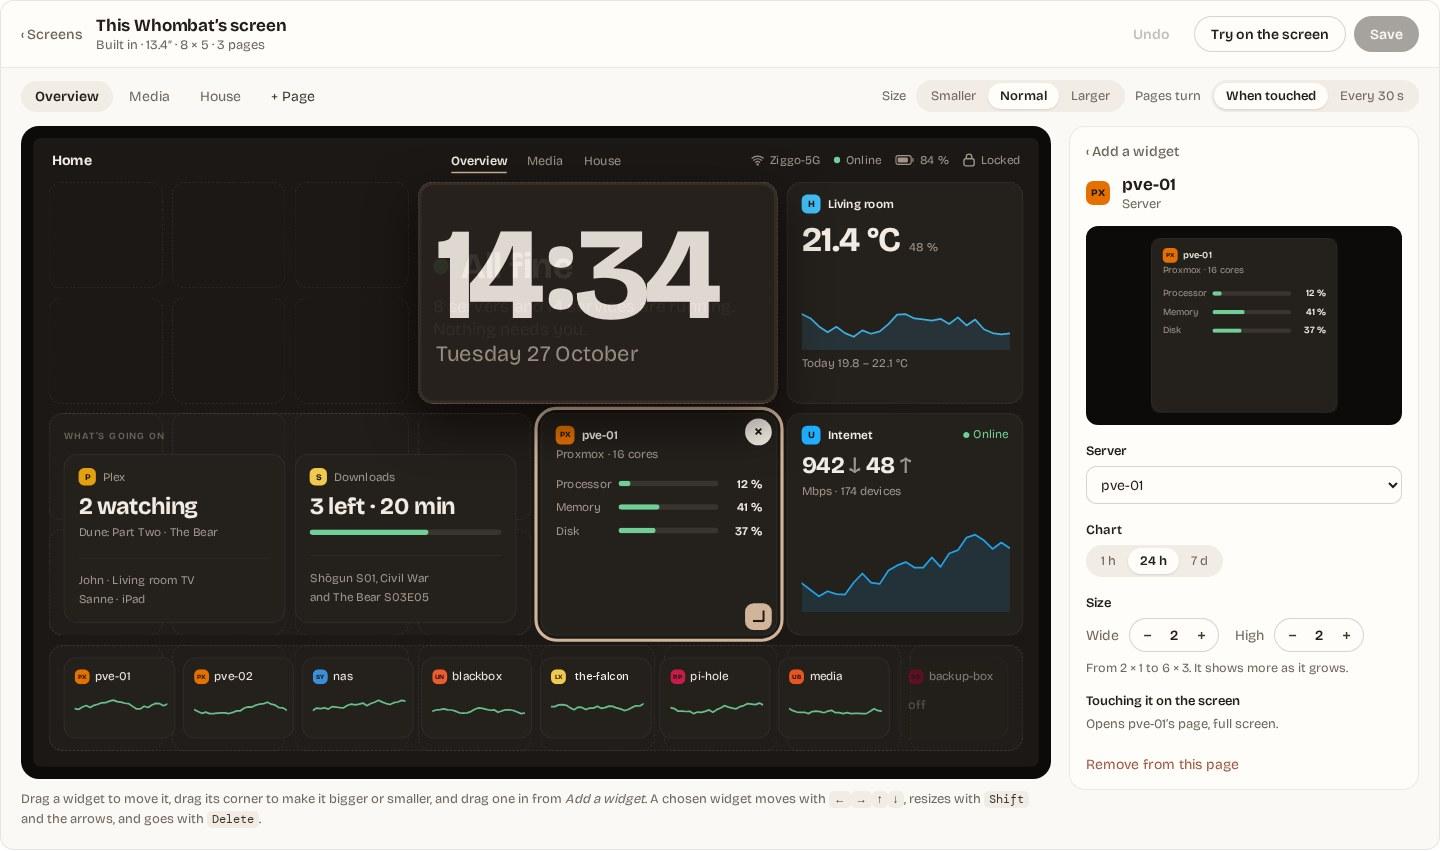 ‹ Screens
This Whombat’s screen
Built in · 13.4″ · 8 × 5 · 3 pages
Undo
Try on the screen
Save
Overview
Media
House
+ Page
Size
Smaller
Normal
Larger
Pages turn
When touched
Every 30 s
Home
Overview
Media
House
Ziggo-5G
Online
84 %
Locked
14:34
All fine
Nothing needs you.
Tuesday 27 October
H
Living room
21.4 °C 48 %
Today 19.8 – 22.1 °C
WHAT’S GOING ON
P Plex
2 watching
Dune: Part Two · The Bear
John · Living room TV
Sanne · iPad
S Downloads
3 left · 20 min
Shōgun S01, Civil War
and The Bear S03E05
PX pve-01
×
Proxmox · 16 cores
Processor 12 %
Memory 41 %
Disk 37 %
U Internet
Online
942 ↓ 48 ↑
Mbps · 174 devices
PX pve-01
PX pve-02
SY nas
UN blackbox
LX the-falcon
RP pi-hole
UB media
backup-box
off
‹ Add a widget
PX
pve-01
Server
PX pve-01
Proxmox · 16 cores
Processor 12 %
Memory 41 %
Disk 37 %
Server
pve-01
Chart
1 h
24 h
7 d
Size
Wide − 2 + High − 2 +
From 2 × 1 to 6 × 3. It shows more as it grows.
Touching it on the screen
Opens pve-01’s page, full screen.
Remove from this page
Drag a widget to move it, drag its corner to make it bigger or smaller, and drag one in from Add a widget. A chosen widget moves with ← → ↑ ↓, resizes with Shift
and the arrows, and goes with Delete.